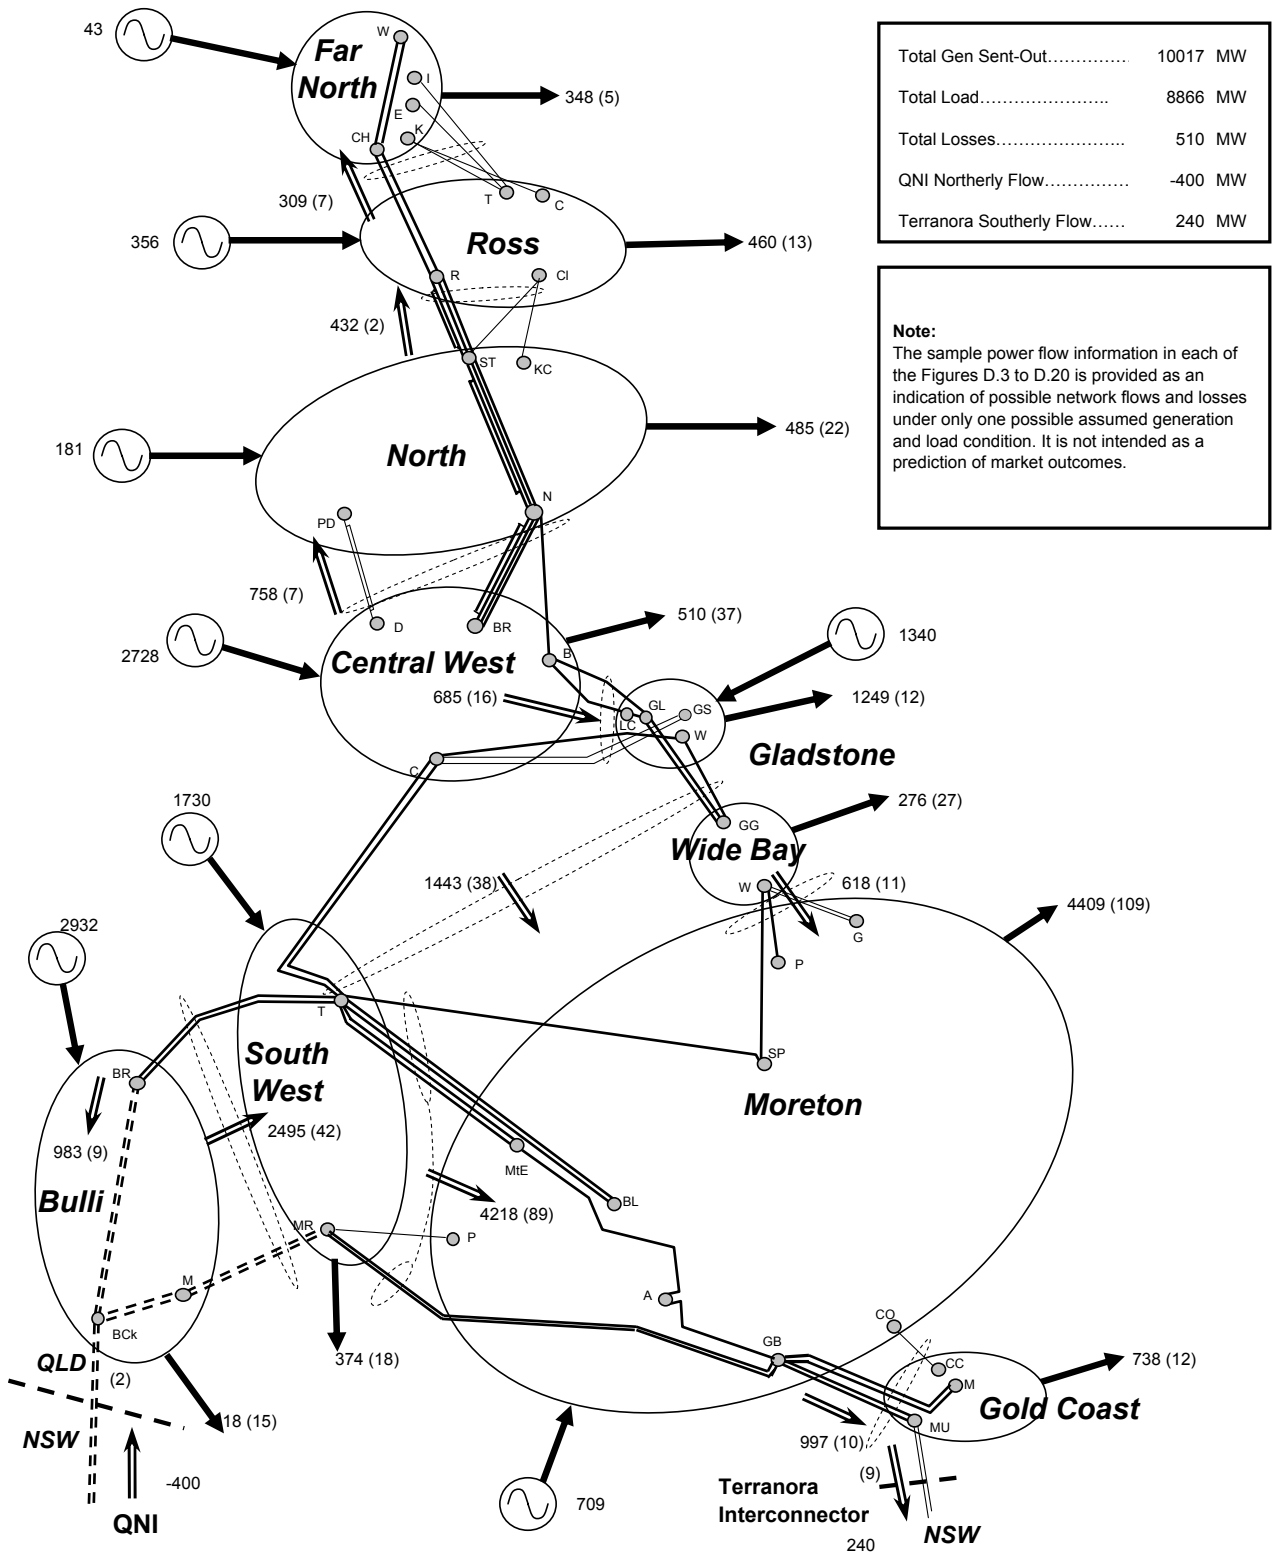 43
Far
North
W
I
E
K
CH
348 (5)
309 (7)
T
C
356
Ross
460 (13)
R
CI
432 (2)
ST
KC
181
North
485 (22)
N
PD
758 (7)
D
BR
510 (37)
2728
Central West
B
1340
685 (16)
GL
GS
LC
W
1249 (12)
Gladstone
C
1730
276 (27)
GG
Wide Bay
1443 (38)
W
618 (11)
4409 (109)
G
P
2932
T
SP
South
West
BR
Moreton
983 (9)
2495 (42)
MtE
Bulli
BL
4218 (89)
MR
P
M
A
BCk
CO
GB
CC
QLD
(2)
374 (18)
738 (12)
M
Gold Coast
18 (15)
MU
NSW
997 (10)
(9)
-400
Terranora
Interconnector
709
QNI
240
NSW
Total Gen Sent-Out.............. 10017 MW
Total Load...................... 8866 MW
Total Losses...................... 510 MW
QNI Northerly Flow............... -400 MW
Terranora Southerly Flow...... 240 MW
Note:
The sample power flow information in each of
the Figures D.3 to D.20 is provided as an
indication of possible network flows and losses
under only one possible assumed generation
and load condition. It is not intended as a
prediction of market outcomes.